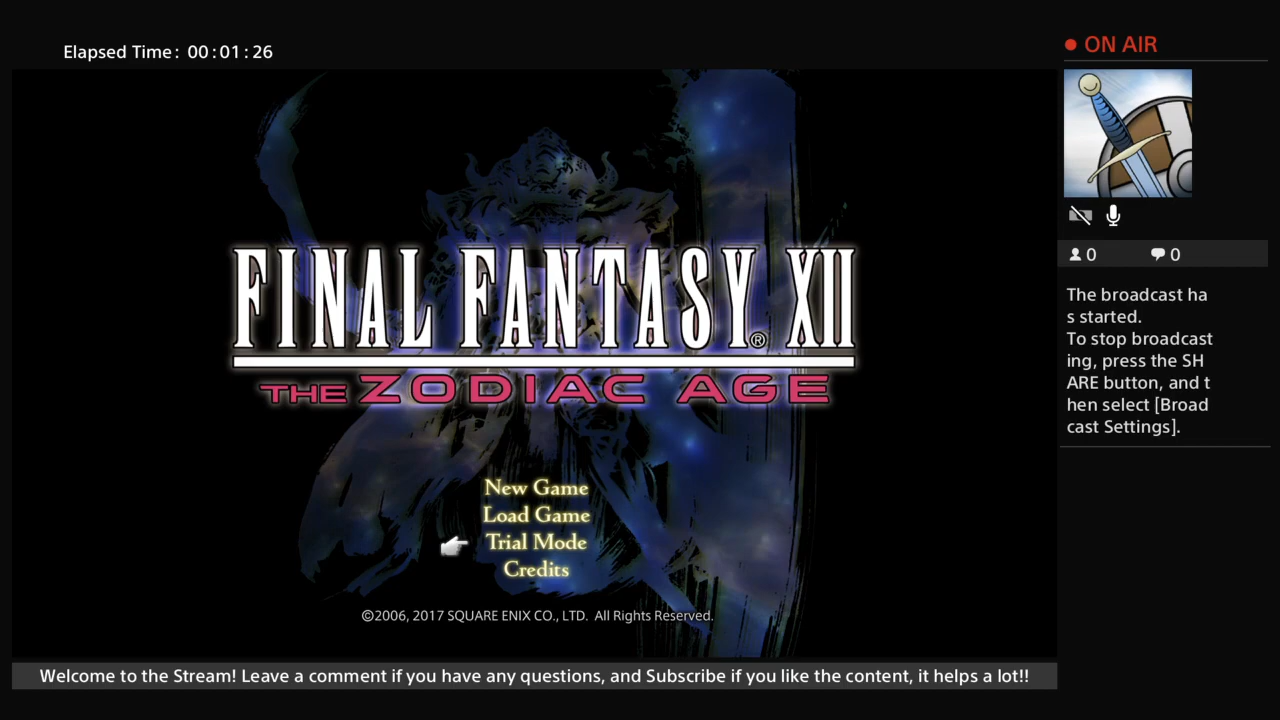 Elapsed Time: 00:01:26
ON AIR
FINAL FANTASY® XII
THE ZODIAC AGE
New Game
Load Game
Trial Mode
Credits
©2006, 2017 SQUARE ENIX CO., LTD. All Rights Reserved.
0 0
The broadcast ha
s started.
To stop broadcast
ing, press the SH
ARE button, and t
hen select [Broad
cast Settings].
Welcome to the Stream! Leave a comment if you have any questions, and Subscribe if you like the content, it helps a lot!!